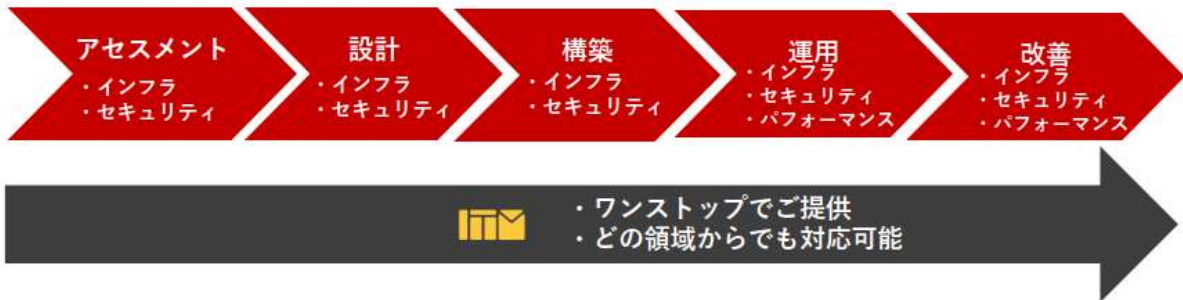 アセスメント
・インフラ
・セキュリティ
設計
・インフラ
・セキュリティ
構築
・インフラ
・セキュリティ
運用
・インフラ
・セキュリティ
・パフォーマンス
改善
・インフラ
・セキュリティ
・パフォーマンス
・ワンストップでご提供
・どの領域からでも対応可能